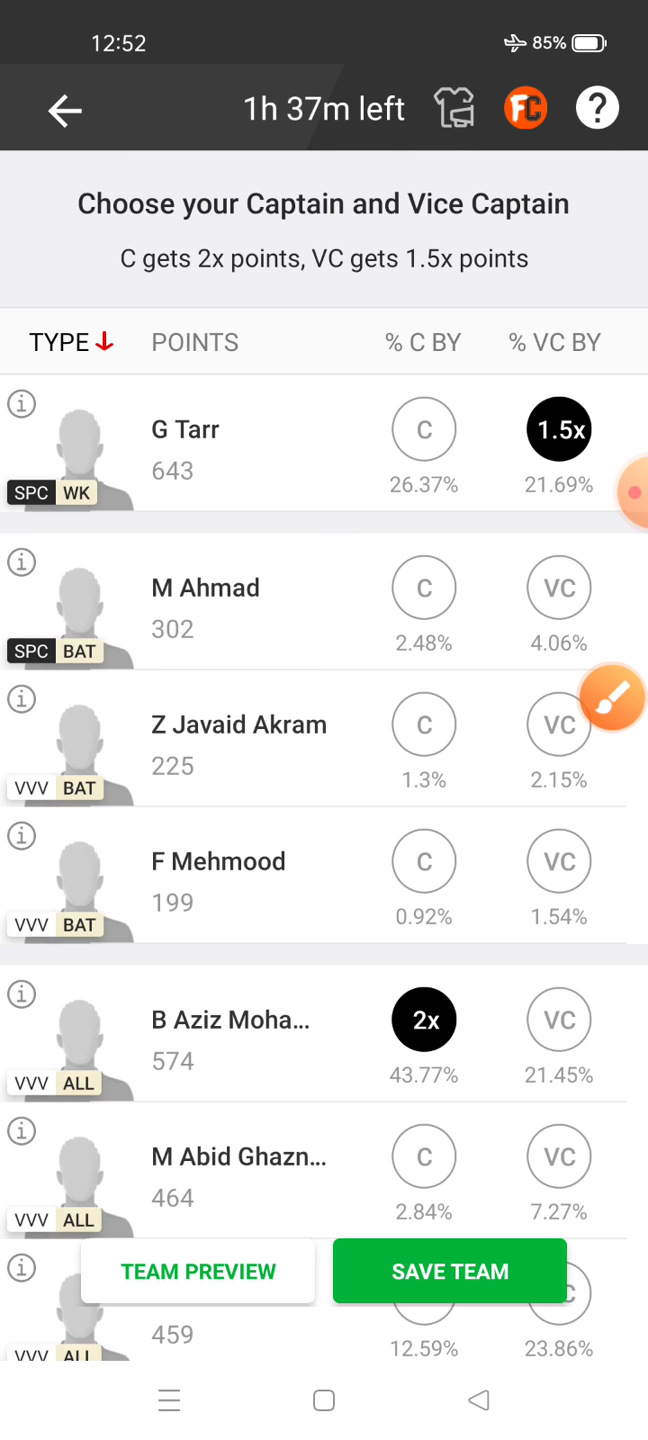 12:52
85%
1h 37m left
FC
?
Choose your Captain and Vice Captain
C gets 2x points, VC gets 1.5x points
TYPE POINTS % C BY % VC BY
G Tarr
C
1.5x
643
26.37%
21.69%
SPC WK
M Ahmad
C
VC
302
2.48%
4.06%
SPC BAT
Z Javaid Akram
C
VC
225
1.3%
2.15%
VVV BAT
F Mehmood
C
VC
199
0.92%
1.54%
VVV BAT
B Aziz Moha...
2x
VC
574
43.77%
21.45%
VVV ALL
M Abid Ghazn...
C
VC
464
2.84%
7.27%
VVV ALL
TEAM PREVIEW
SAVE TEAM
459
12.59%
23.86%
VVV ALL